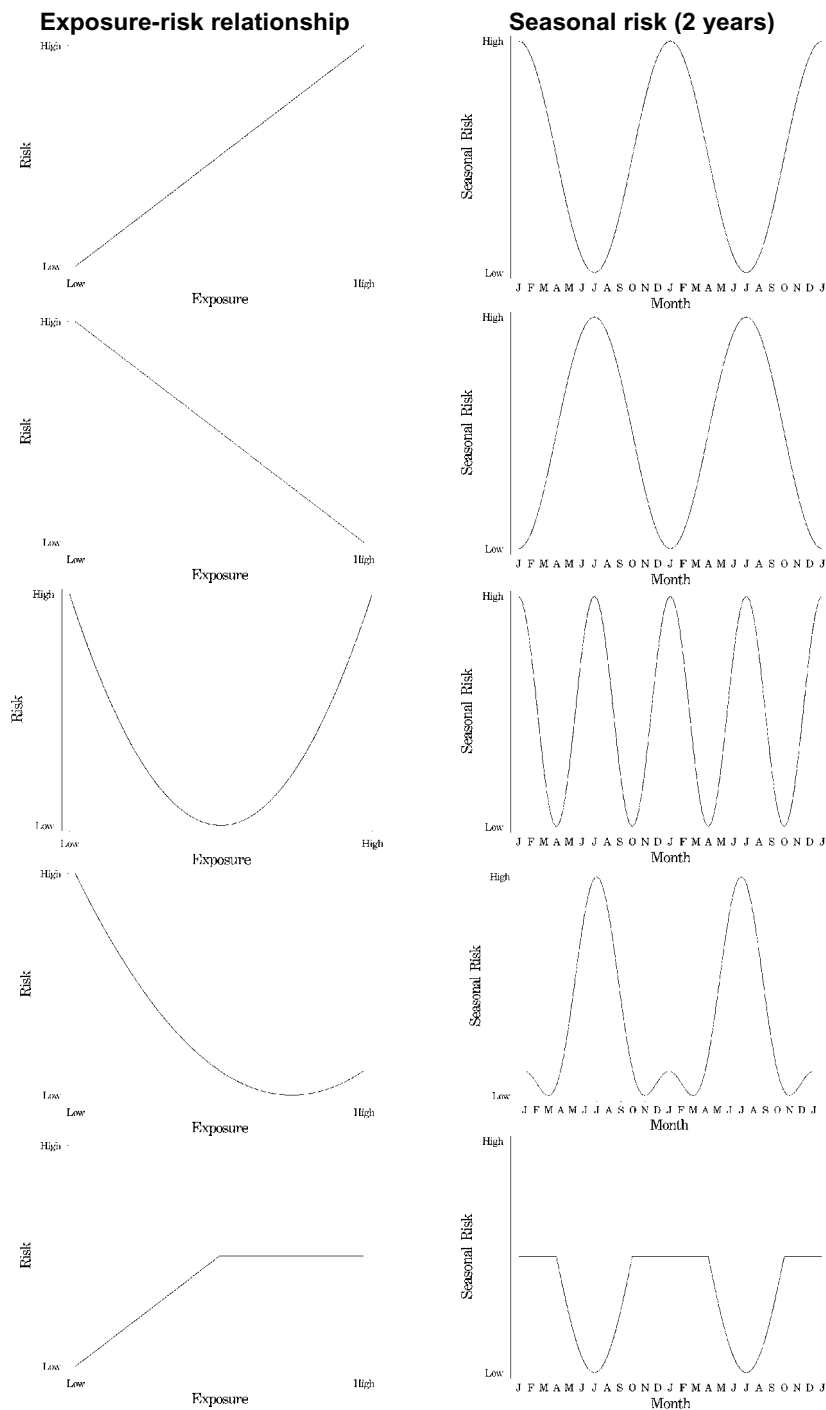 Exposure-risk relationship
Seasonal risk (2 years)
High
Risk
Low
Low
High
Exposure
High
Seasonal Risk
Low
J F M A M J J A S O N D J F M A M J J A S O N D J
Month
High
Risk
Low
Low
High
Exposure
High
Seasonal Risk
Low
J F M A M J J A S O N D J F M A M J J A S O N D J
Month
High
Risk
Low
Low
High
Exposure
High
Seasonal Risk
Low
J F M A M J J A S O N D J F M A M J J A S O N D J
Month
High
Risk
Low
Low
High
Exposure
High
Seasonal Risk
Low
J F M A M J J A S O N D J F M A M J J A S O N D J
Month
High
Risk
Low
Low
High
Exposure
High
Seasonal Risk
Low
J F M A M J J A S O N D J F M A M J J A S O N D J
Month